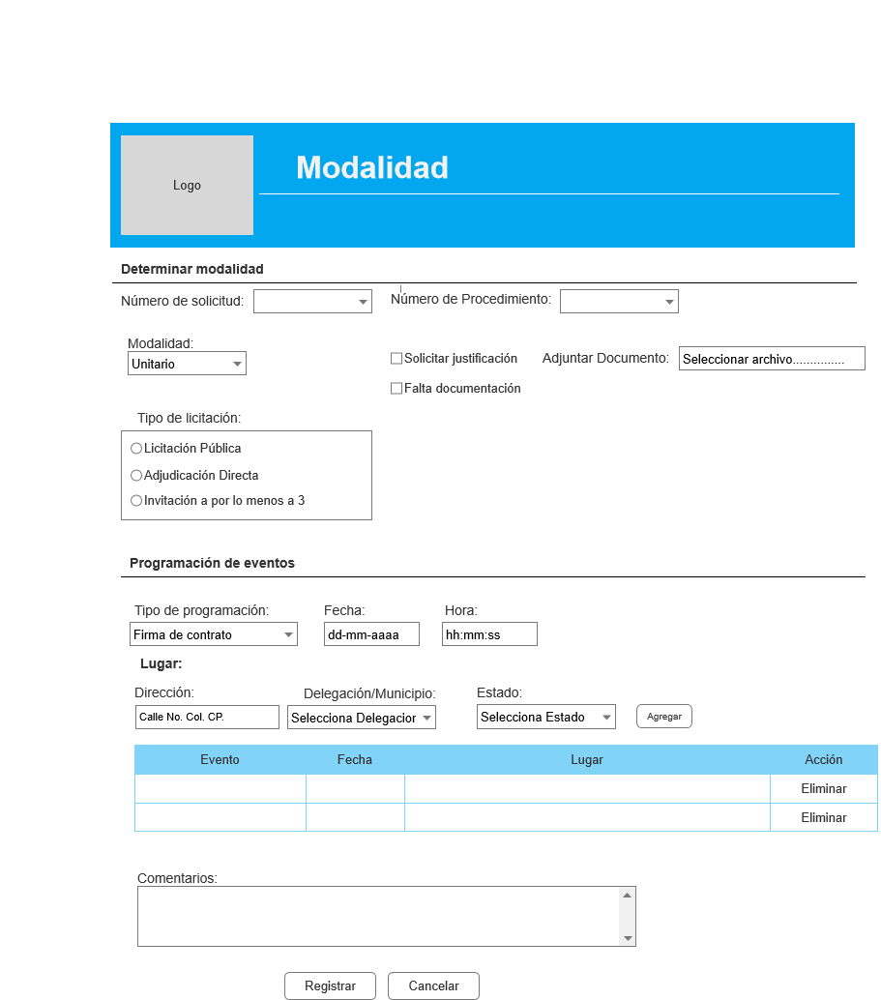 Logo
Modalidad
Determinar modalidad
Número de solicitud:
Número de Procedimiento:
Modalidad:
Unitario
Solicitar justificación
Adjuntar Documento:
Seleccionar archivo...............
Falta documentación
Tipo de licitación:
Licitación Pública
Adjudicación Directa
Invitación a por lo menos a 3
Programación de eventos
Tipo de programación:
Fecha:
Hora:
Firma de contrato
dd-mm-aaaa
hh:mm:ss
Lugar:
Dirección:
Delegación/Municipio:
Estado:
Calle No. Col. CP.
Selecciona Delegacior
Selecciona Estado
Agregar
Evento Fecha Lugar Acción
Eliminar
Eliminar
Comentarios:
Registrar
Cancelar